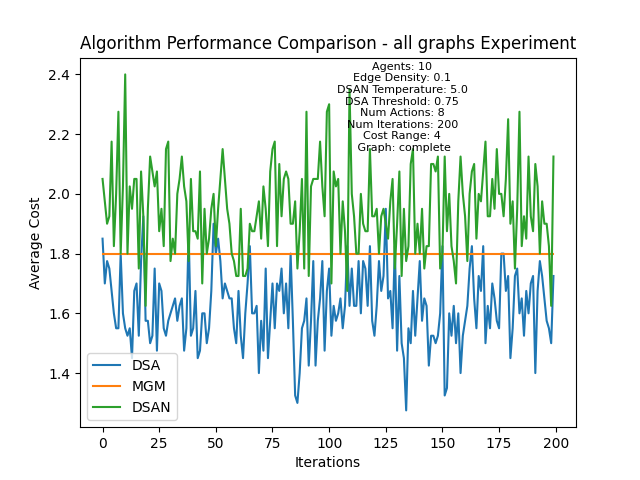 Algorithm Performance Comparison - all graphs Experiment
Agents: 10
Edge Density: 0.1
DSAN Temperature: 5.0
DSA Threshold: 0.75
Num Actions: 8
Num Iterations: 200
Cost Range: 4
Graph: complete
Average Cost
2.4
2.2
2.0
1.8
1.6
1.4
DSA
MGM
DSAN
0 25 50 75 100 125 150 175 200
Iterations